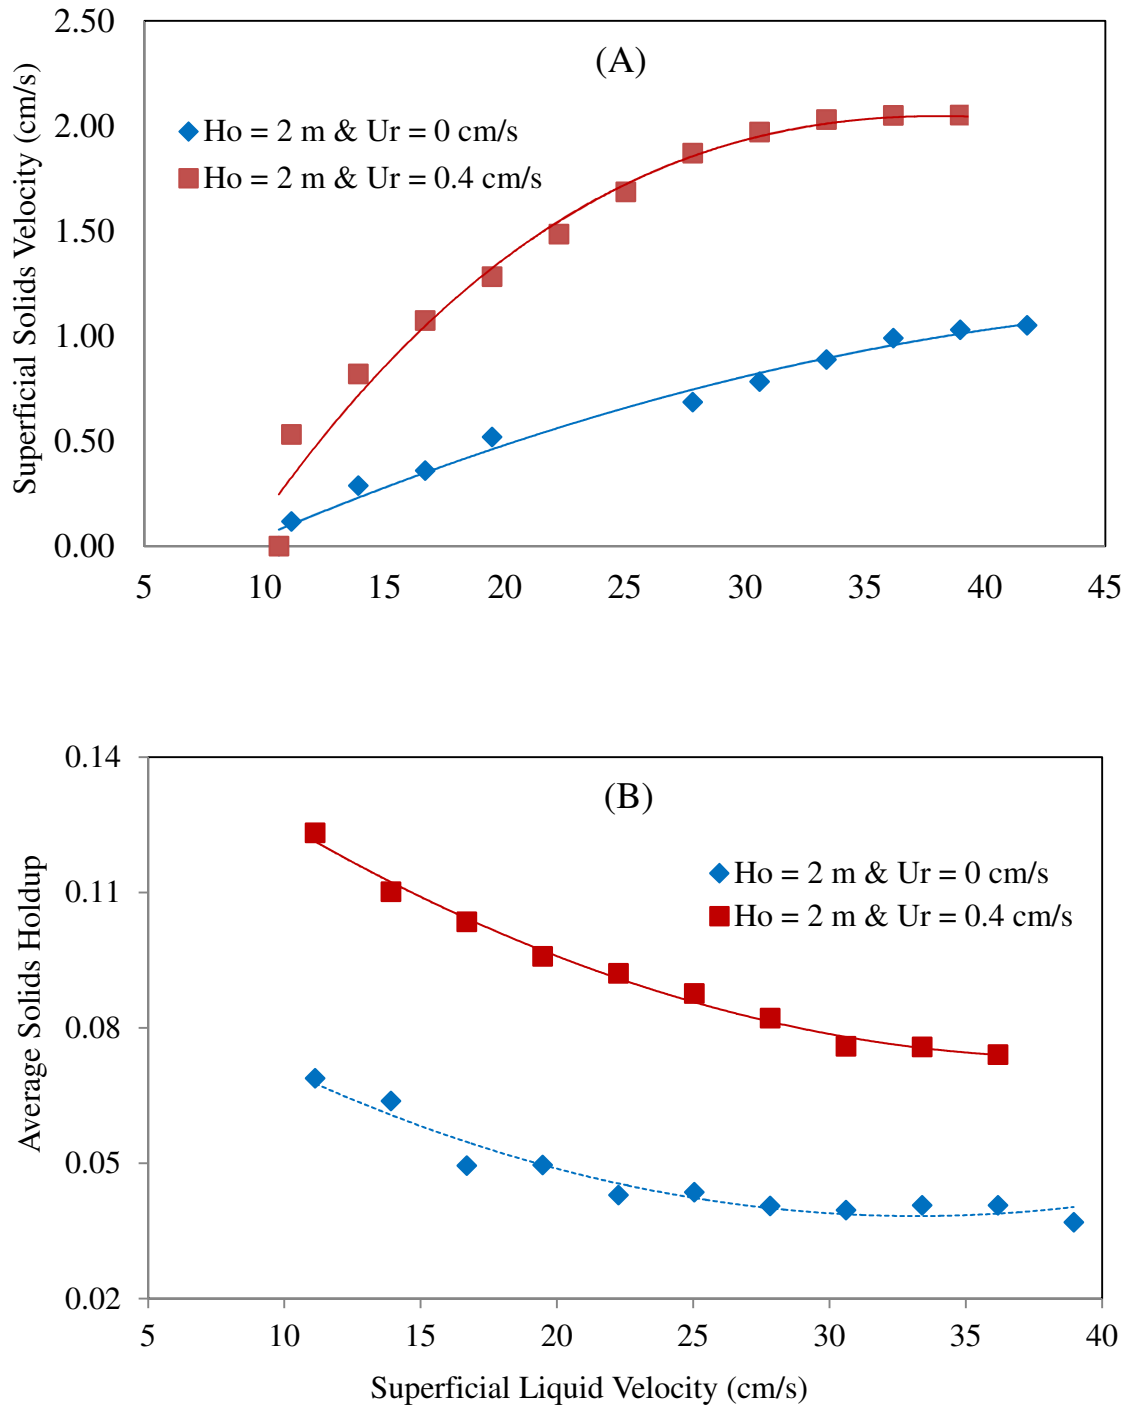 (A)
Superficial Solids Velocity (cm/s)
2.50
2.00
1.50
1.00
0.50
0.00
Ho = 2 m & Ur = 0 cm/s
Ho = 2 m & Ur = 0.4 cm/s
5 10 15 20 25 30 35 40 45
(B)
Average Solids Holdup
0.14
0.11
0.08
0.05
0.02
Ho = 2 m & Ur = 0 cm/s
Ho = 2 m & Ur = 0.4 cm/s
5 10 15 20 25 30 35 40
Superficial Liquid Velocity (cm/s)